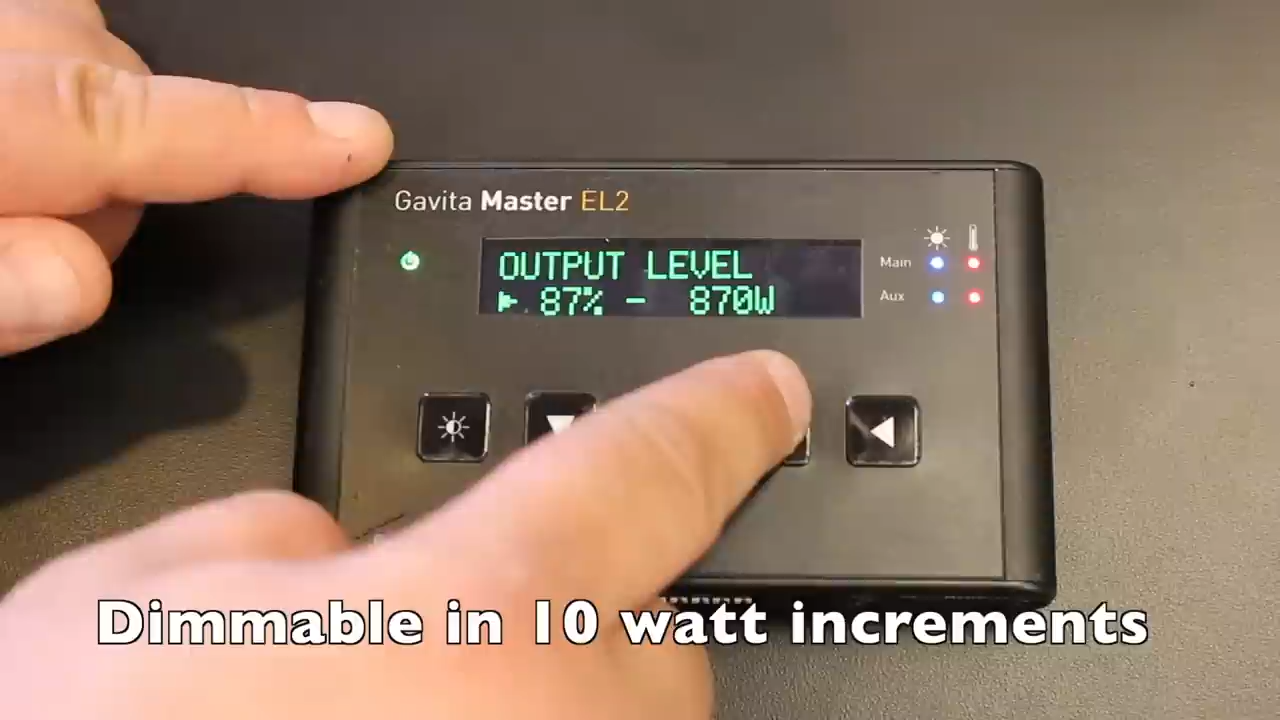 Gavita Master EL2
OUTPUT LEVEL
87% - 870W
Main
Aux
Dimmable in 10 watt increments